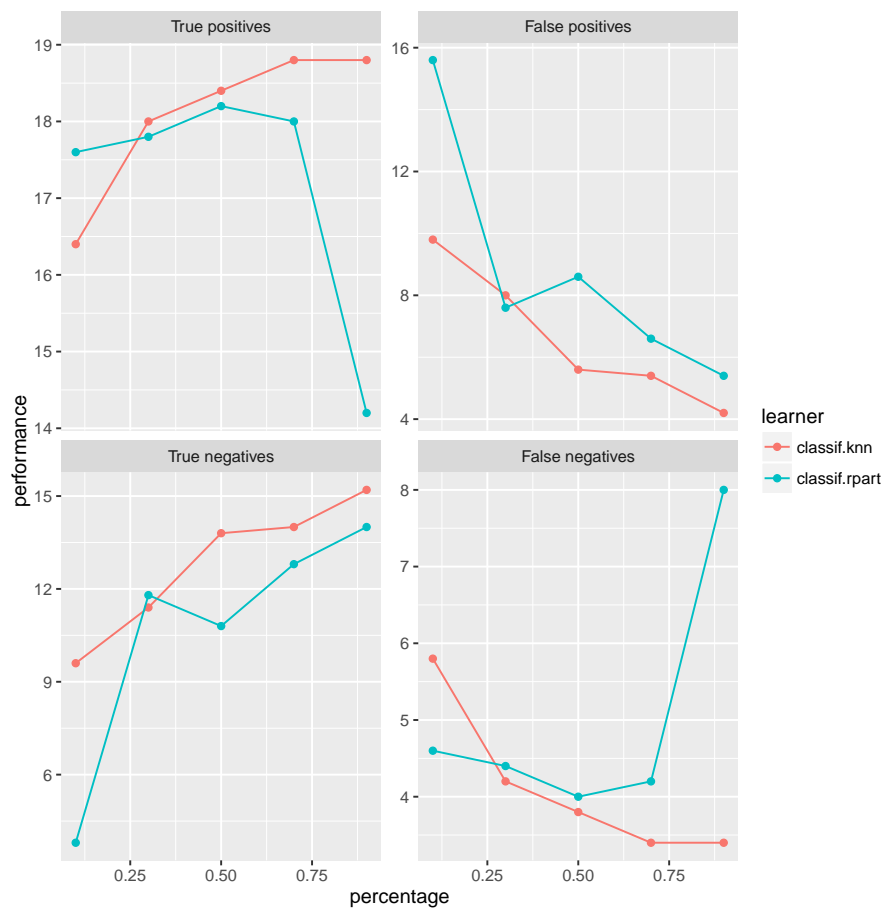 True positives
False positives
19
18
17
16
15
14
16
12
8
4
True negatives
False negatives
15
12
9
6
8
7
6
5
4
0.25
0.50
0.75
0.25
0.50
0.75
percentage
performance
learner
classif.knn
classif.rpart